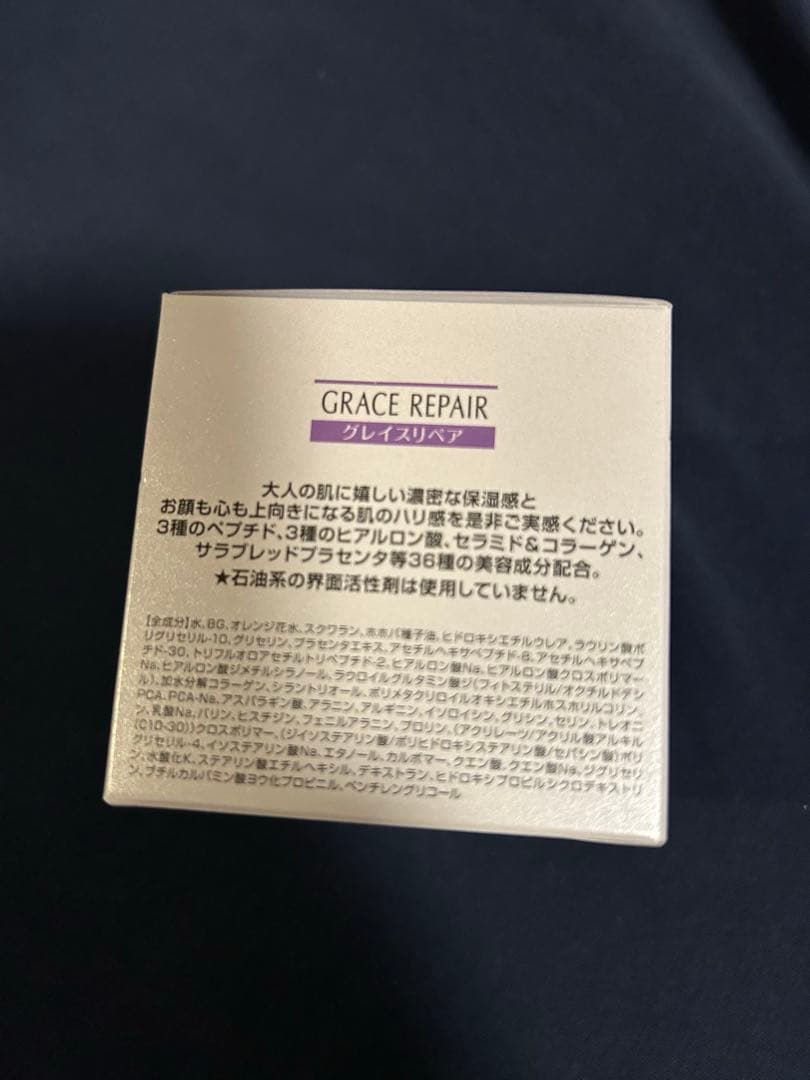 GRACE REPAIR
グレイスリペア
大人の肌に嬉しい濃密な保湿感と
お顔も心も上向きになる肌のハリ感を是非ご実感ください。
3種のペプチド、3種のヒアルロン酸、セラミド&コラーゲン、
サラブレッドプラセンタ等36種の美容成分配合。
★石油系の界面活性剤は使用していません。
【全成分】水、BG、オレンジ花水、スクワラン、ホホバ種子油、ヒドロキシエチルウレア、ラウリン酸ポ
リグリセリル-10、グリセリン、プラセンタエキス、アセチルヘキサペプチド-8、アセチルヘキサペプ
チド-30、トリフルオロアセチルトリペプチド-2、ヒアルロン酸Na、ヒアルロン酸クロスポリマー
Na、ヒアルロン酸ジメチルシラノール、ラウロイルグルタミン酸ジ(フィトステリル/オクチルドデシ
ル)、加水分解コラーゲン、シラントリオール、ポリメタクリロイルオキシエチルホスホリルコリン、
PCA、PCA-Na、アスパラギン酸、アラニン、アルギニン、イソロイシン、グリシン、セリン、トレオニ
ン、乳酸Na、バリン、ヒスチジン、フェニルアラニン、プロリン、(アクリレーツ/アクリル酸アルキル
(C10-30))クロスポリマー、(ジイソステアリン酸/ポリヒドロキシステアリン酸/セバシン酸)ポリ
グリセリル-4、イソステアリン酸Na、エタノール、カルボマー、クエン酸、クエン酸Na、ジグリセリ
ン、水酸化K、ステアリン酸エチルヘキシル、デキストラン、ヒドロキシプロピルシクロデキストリ
ン、ブチルカルバミン酸ヨウ化プロピニル、ペンチレングリコール